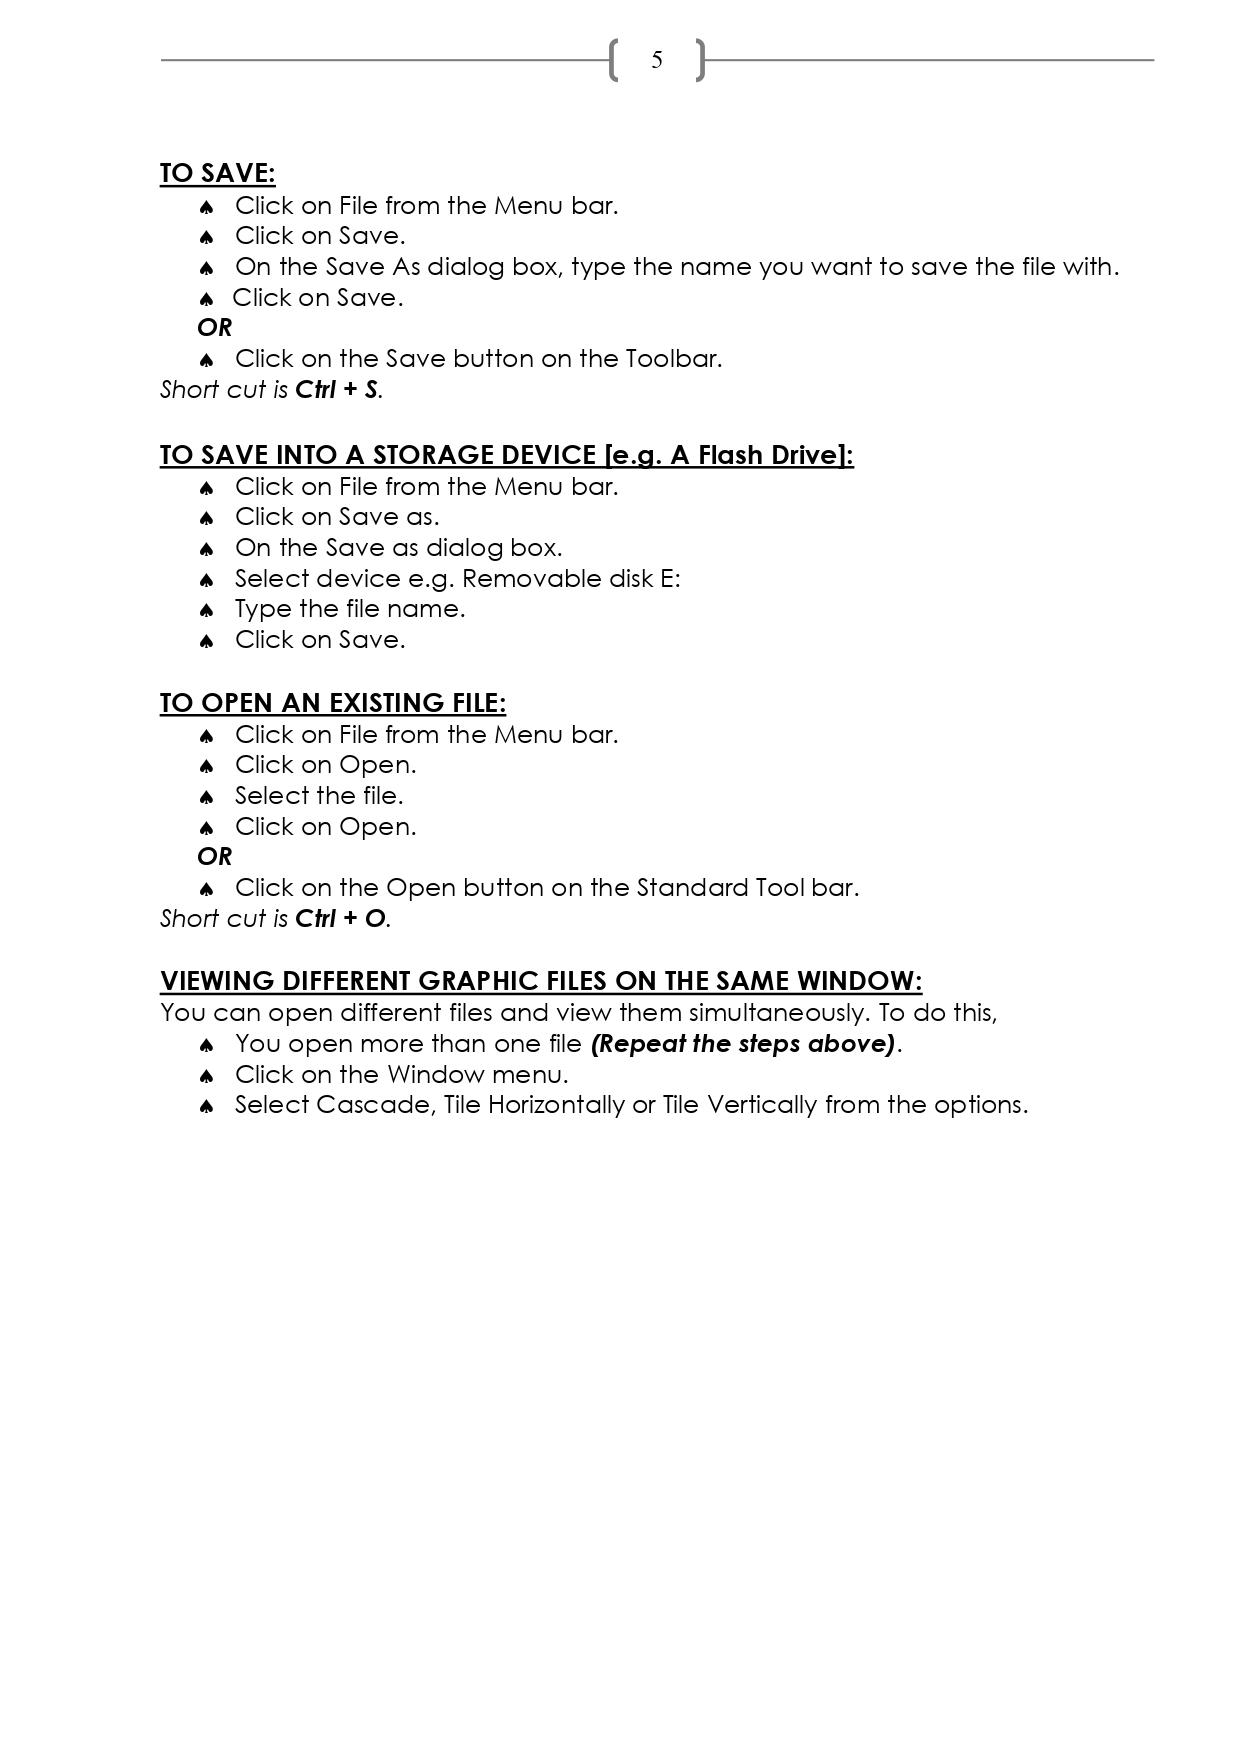 5
TO SAVE:
♠ Click on File from the Menu bar.
♠ Click on Save.
♠ On the Save As dialog box, type the name you want to save the file with.
♠ Click on Save.
OR
♠ Click on the Save button on the Toolbar.
Short cut is Ctrl + S.
TO SAVE INTO A STORAGE DEVICE [e.g. A Flash Drive]:
♠ Click on File from the Menu bar.
♠ Click on Save as.
♠ On the Save as dialog box.
♠ Select device e.g. Removable disk E:
♠ Type the file name.
♠ Click on Save.
TO OPEN AN EXISTING FILE:
♠ Click on File from the Menu bar.
♠ Click on Open.
♠ Select the file.
♠ Click on Open.
OR
♠ Click on the Open button on the Standard Tool bar.
Short cut is Ctrl + O.
VIEWING DIFFERENT GRAPHIC FILES ON THE SAME WINDOW:
You can open different files and view them simultaneously. To do this,
♠ You open more than one file (Repeat the steps above).
♠ Click on the Window menu.
♠ Select Cascade, Tile Horizontally or Tile Vertically from the options.